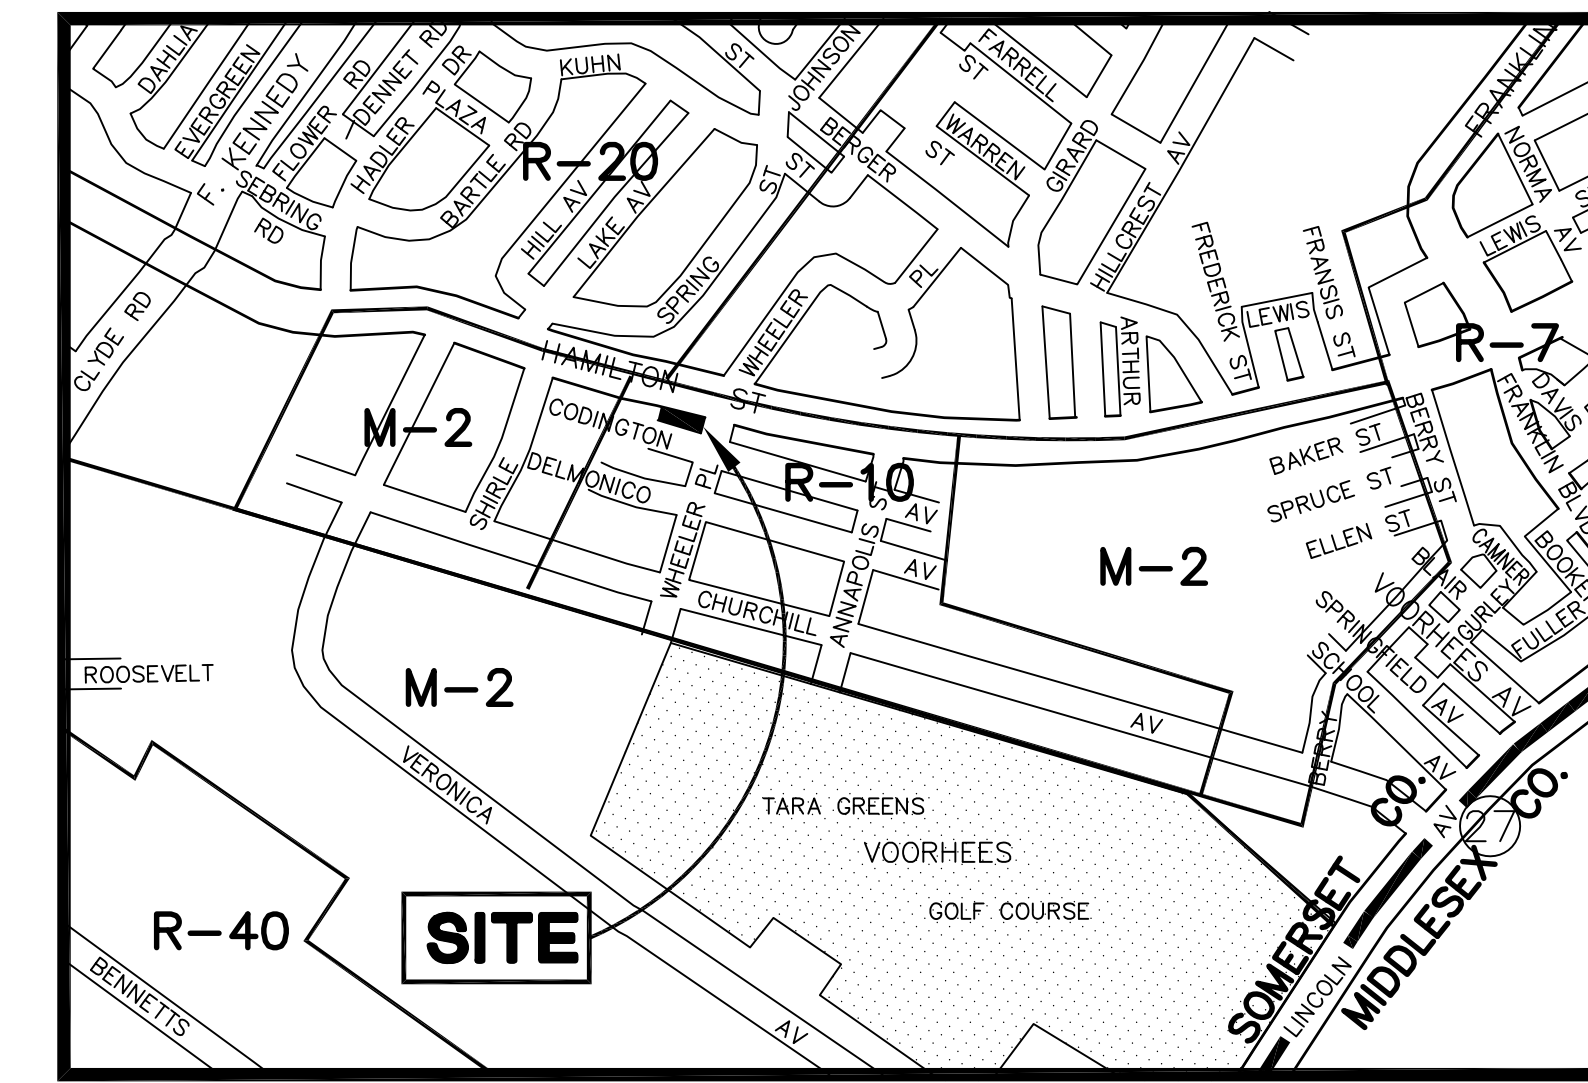 DAHLIA
EVERGREEN
F. KENNEDY
FLOWER RD
DENNET RD
HADLER
PLAZA DR
KUHN ST
JOHNSON
FARRELL ST
FRANKLIN
SEBRING RD
BARTLE RD
R-20
HILL AV
LAKE AV
SPRING ST
BERGER ST
WARREN ST
GIRARD
HILLCREST AV
NORMA AV
LEWIS
CLYDE RD
WHEELER PL
ARTHUR
FREDERICK ST
LEWIS
FRANSIS ST
R-7
HAMILTON ST
DAVIS
FRANKLIN BLVD
M-2
CODINGTON AV
DELMONICO AV
R-10
SHIRLE
WHEELER PL
ANNAPOLIS ST
M-2
BAKER ST
SPRUCE ST
ELLEN ST
BERRY ST
CAMNER
BLAIR
BOOKER
GURLEY
FULLER
VOORHEES AV
SPRINGFIELD AV
SCHOOL AV
CHURCHILL AV
BERRY
ROOSEVELT
M-2
VERONICA AV
TARA GREENS
VOORHEES
GOLF COURSE
SITE
R-40
BENNETTS
SOMERSET CO.
MIDDLESEX CO.
LINCOLN AV
27